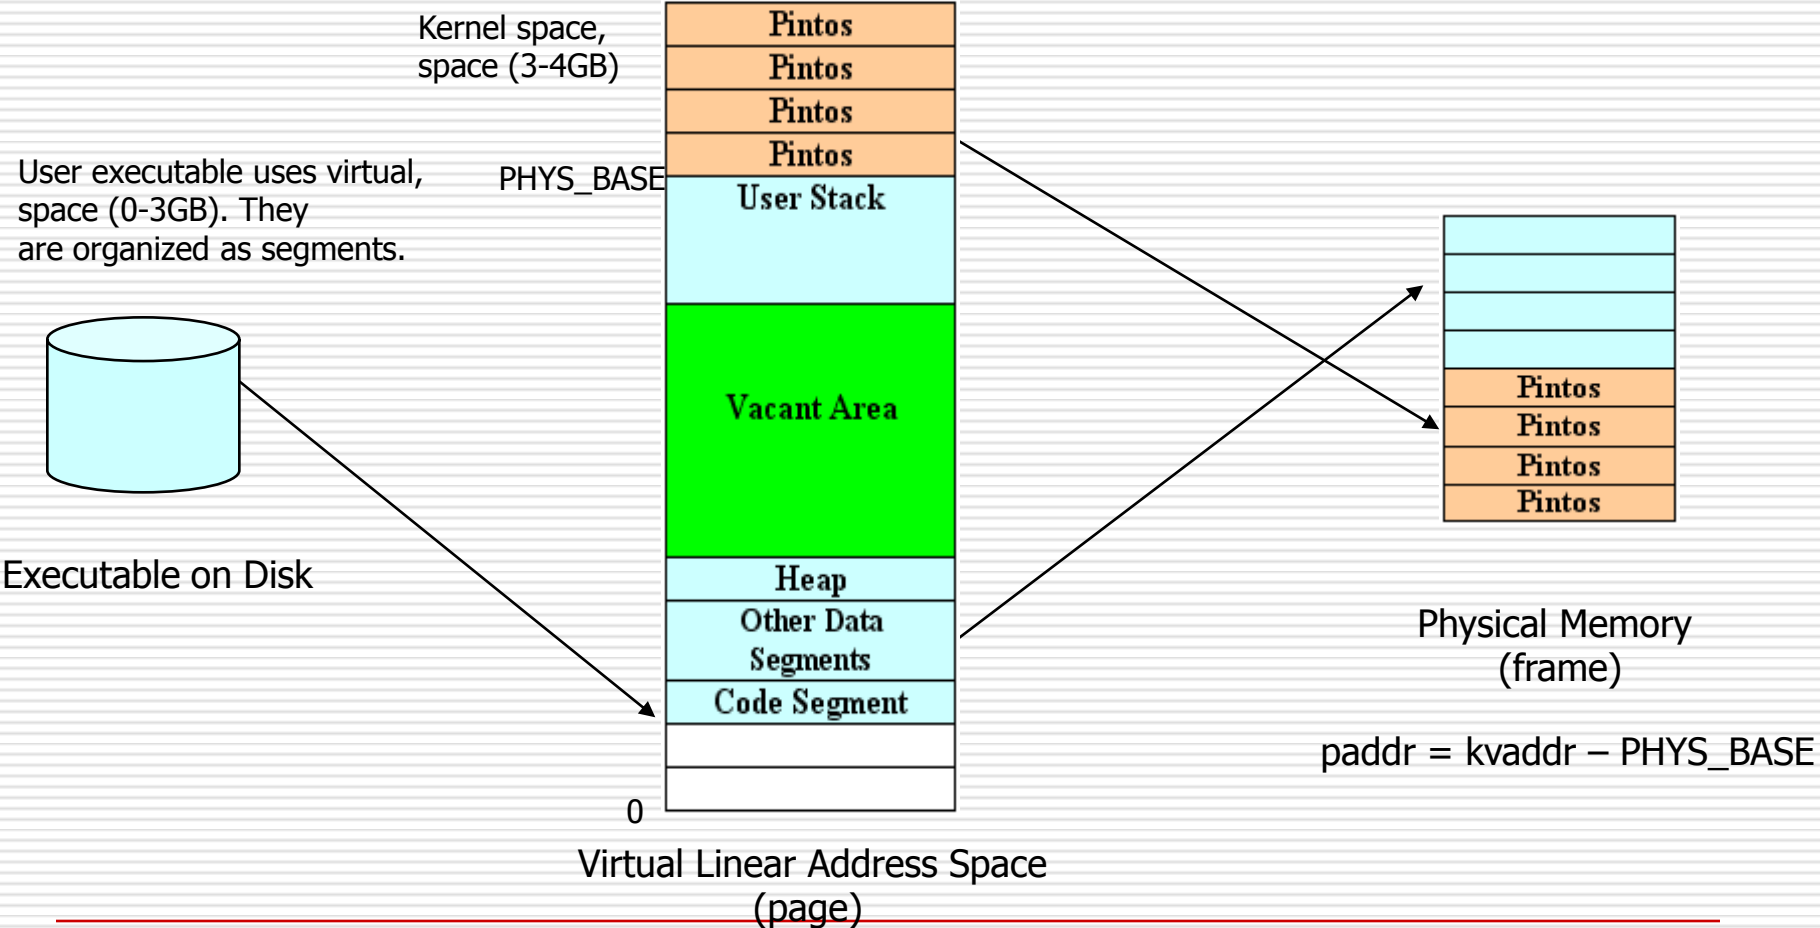 Kernel space,
space (3-4GB)
User executable uses virtual,
space (0-3GB). They
are organized as segments.
Executable on Disk
PHYS_BASE
0
Pintos
Pintos
Pintos
Pintos
User Stack
Vacant Area
Heap
Other Data
Segments
Code Segment
Virtual Linear Address Space
(page)
Pintos
Pintos
Pintos
Pintos
Physical Memory
(frame)
paddr = kvaddr – PHYS_BASE